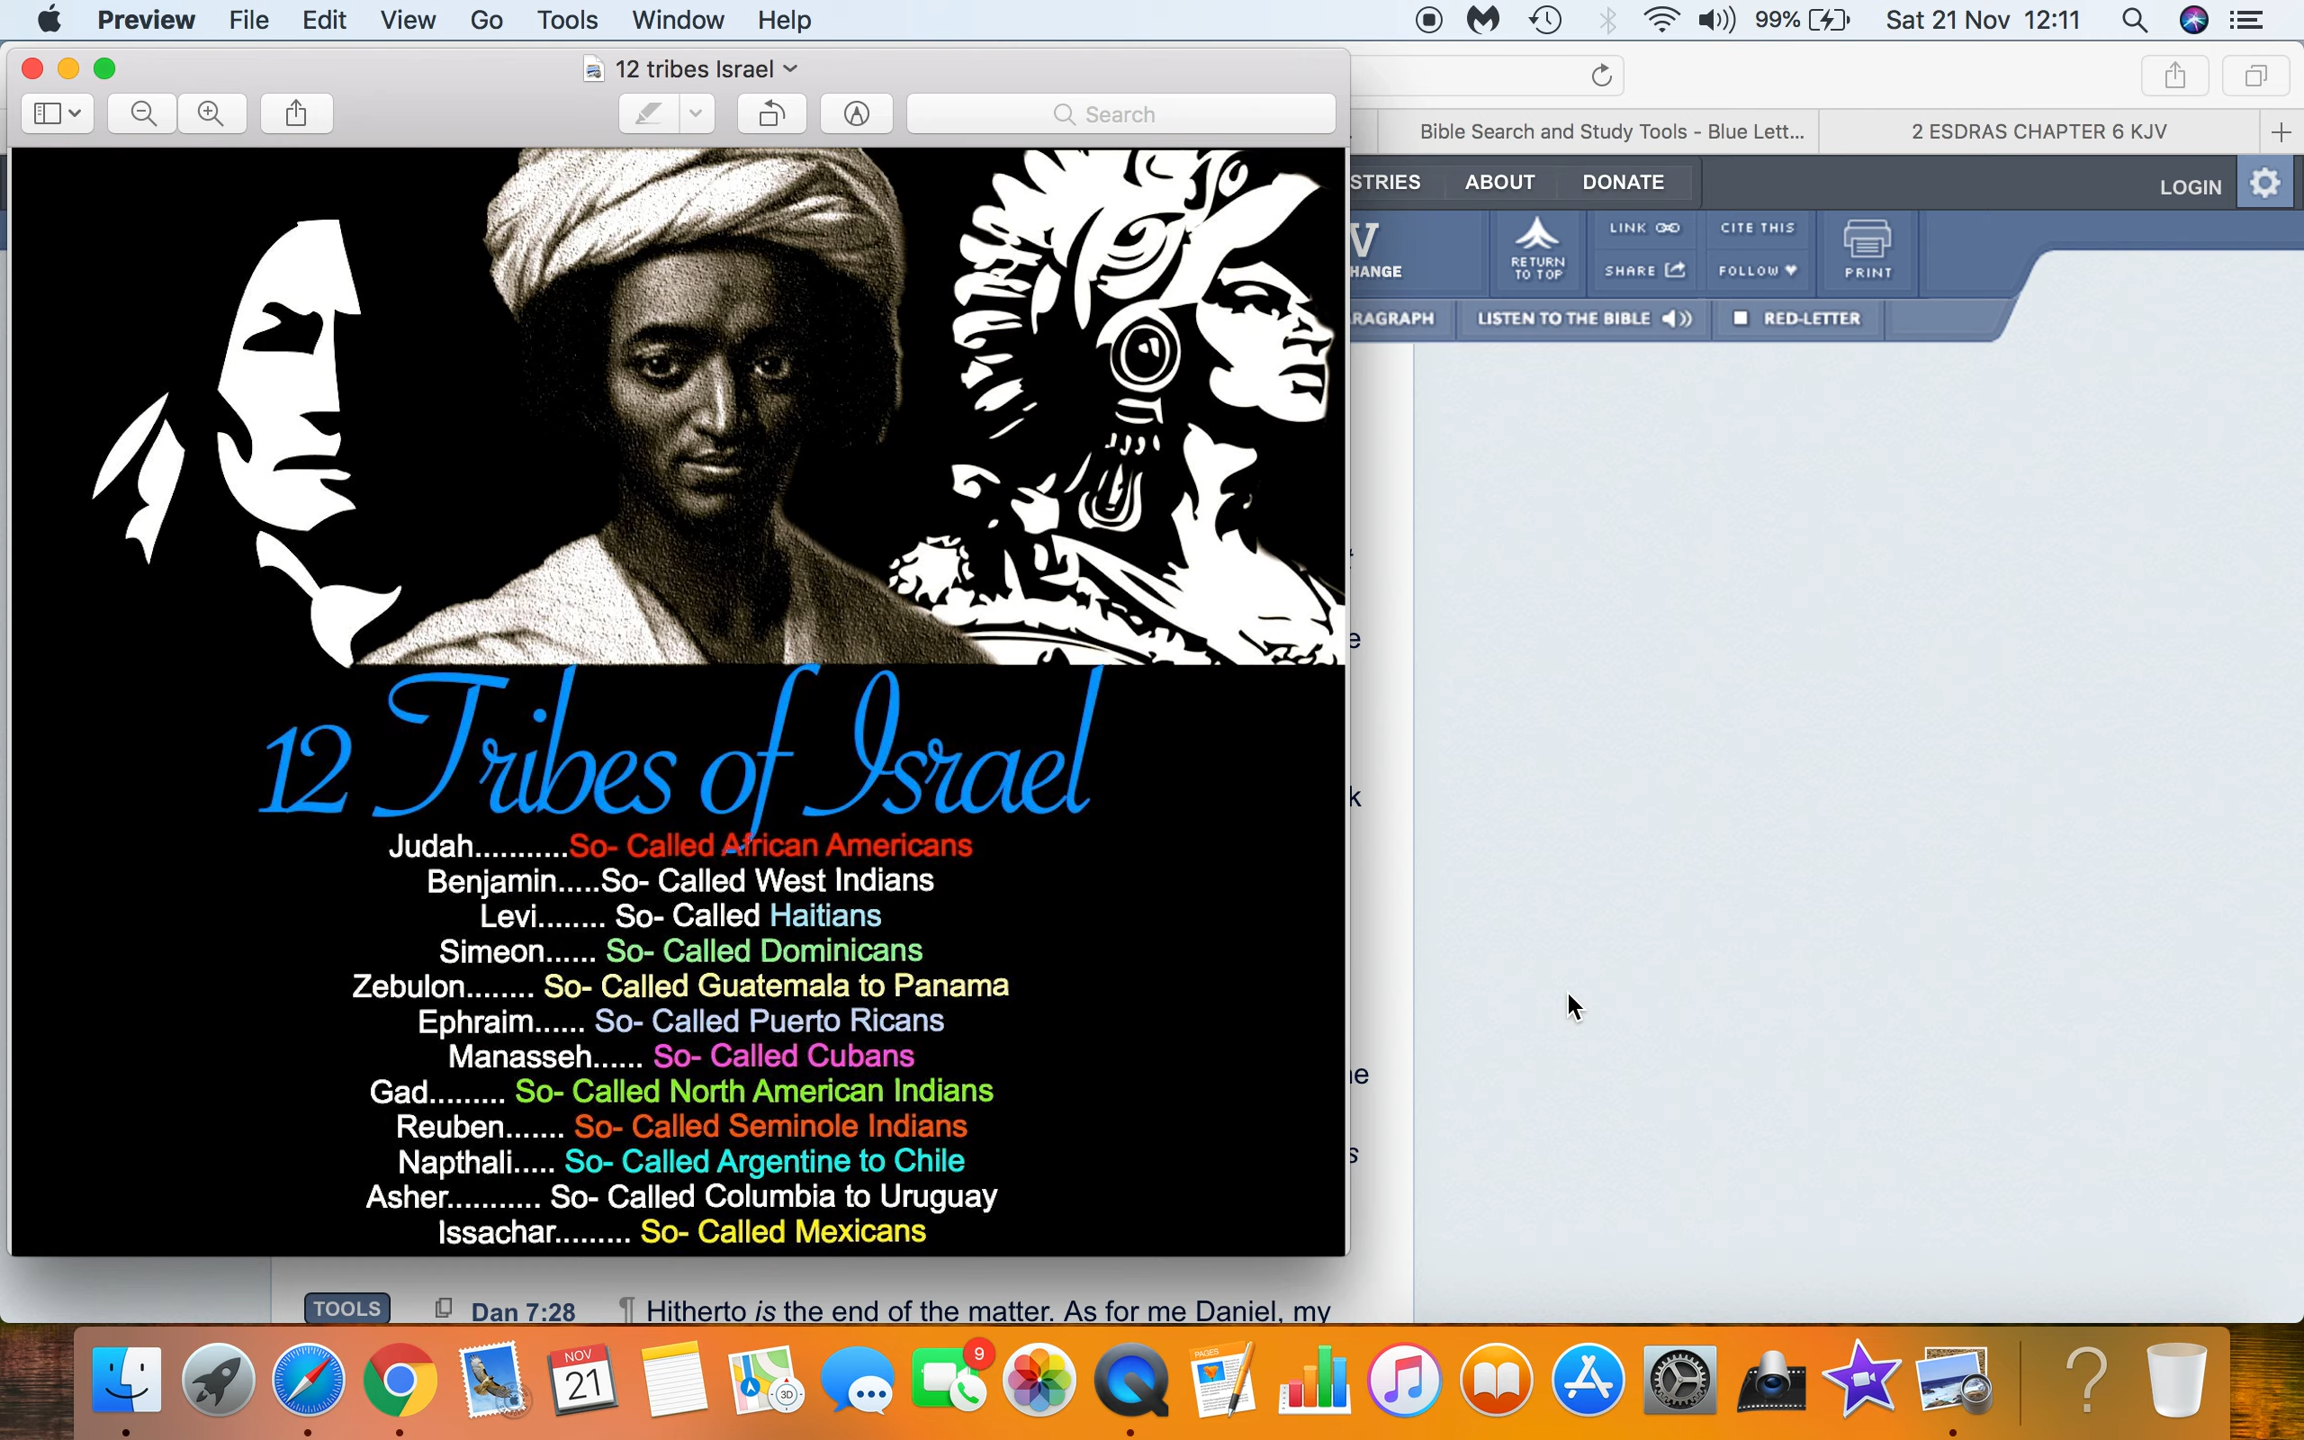 Preview File Edit View Go Tools Window Help 99% Sat 21 Nov 12:11
12 tribes Israel
Search
Bible Search and Study Tools - Blue Lett... 2 ESDRAS CHAPTER 6 KJV
STRIES ABOUT DONATE LOGIN
V
HANGE
RETURN TO TOP
LINK
CITE THIS
SHARE
FOLLOW
PRINT
RAGRAPH LISTEN TO THE BIBLE RED-LETTER
e
k
12 Tribes of Israel
Judah...........So- Called African Americans
Benjamin.....So- Called West Indians
Levi........ So- Called Haitians
Simeon...... So- Called Dominicans
Zebulon........ So- Called Guatemala to Panama
Ephraim...... So- Called Puerto Ricans
Manasseh...... So- Called Cubans
Gad......... So- Called North American Indians
Reuben....... So- Called Seminole Indians
Napthali..... So- Called Argentine to Chile
Asher........... So- Called Columbia to Uruguay
Issachar......... So- Called Mexicans
TOOLS Dan 7:28 ¶ Hitherto is the end of the matter. As for me Daniel, my
NOV
21
3D
9
PAGES